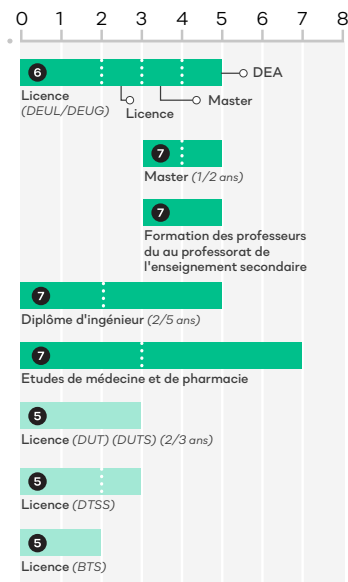 0 1 2 3 4 5 6 7 8
6
DEA
Licence
(DEUL/DEUG)
Master
Licence
7
Master (1/2 ans)
7
Formation des professeurs
du au professorat de
l'enseignement secondaire
7
Diplôme d'ingénieur (2/5 ans)
7
Etudes de médecine et de pharmacie
5
Licence (DUT) (DUTS) (2/3 ans)
5
Licence (DTSS)
5
Licence (BTS)